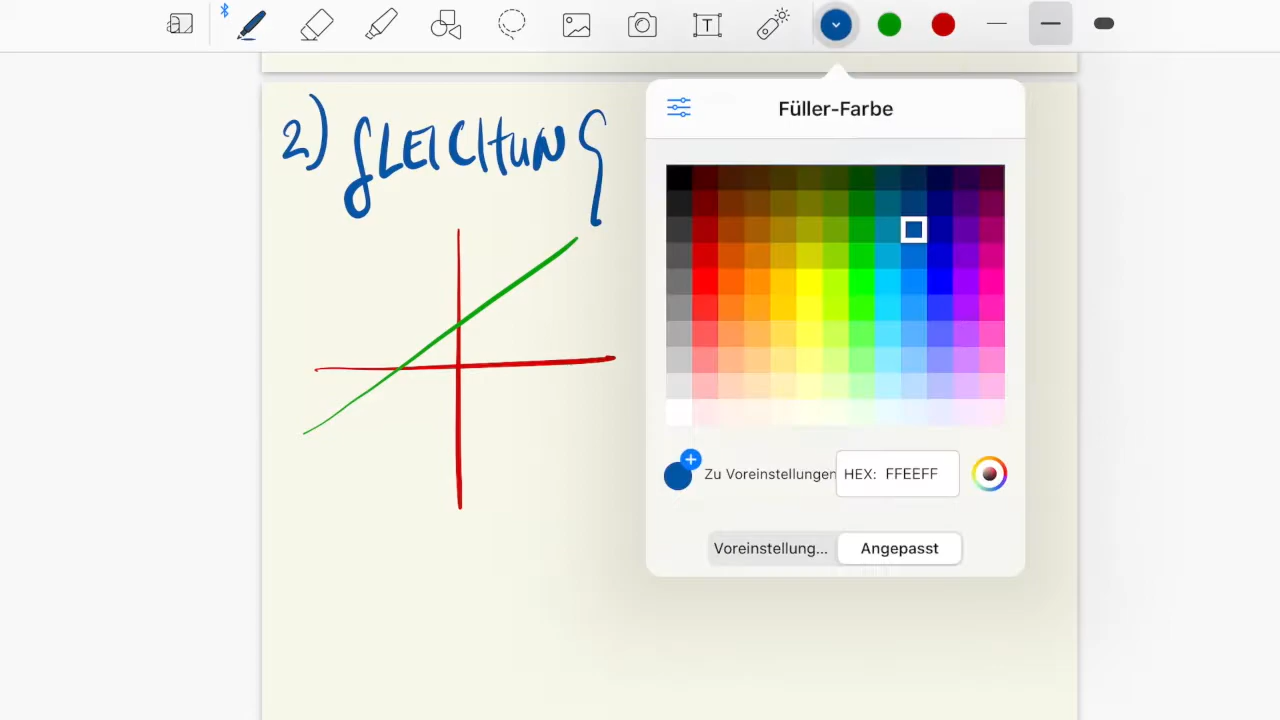 T
Füller-Farbe
2) GLEICHUNG
Zu Voreinstellungen
HEX: FFEEFF
Voreinstellung...
Angepasst